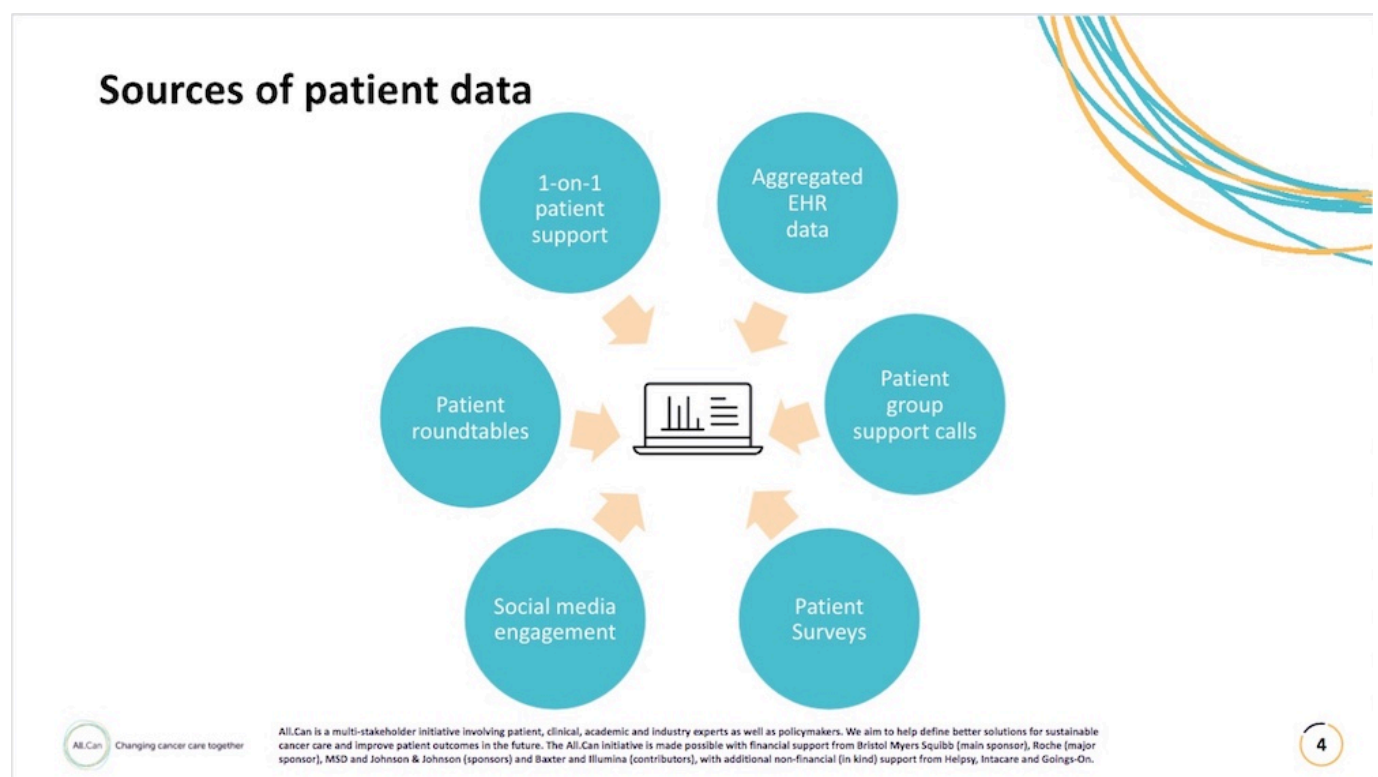 Sources of patient data
1-on-1
patient
support
Aggregated
EHR
data
Patient
roundtables
Patient
group
support calls
Social media
engagement
Patient
Surveys
All.Can
Changing cancer care together
All.Can is a multi-stakeholder initiative involving patient, clinical, academic and industry experts as well as policymakers. We aim to help define better solutions for sustainable
cancer care and improve patient outcomes in the future. The All.Can initiative is made possible with financial support from Bristol Myers Squibb (main sponsor), Roche (major
sponsor), MSD and Johnson & Johnson (sponsors) and Baxter and Illumina (contributors), with additional non-financial (in kind) support from Helpsy, Intacare and Goings-On.
4